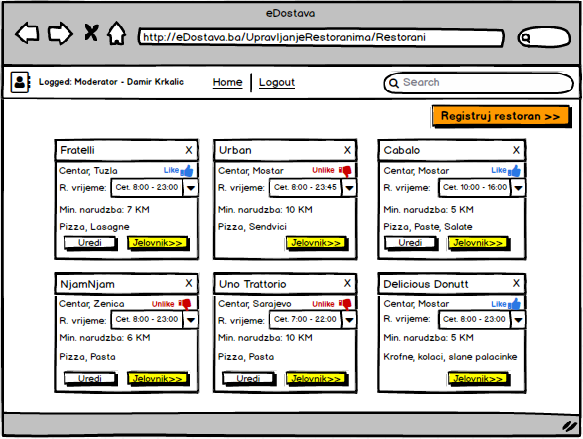 eDostava
http://eDostava.ba/UpravljanjeRestoranima/Restorani
Logged: Moderator - Damir Krkalic
Home
Logout
Search
Registruj restoran >>
Fratelli X
Centar, Tuzla Like
R. vrijeme: Cet. 8:00 - 23:00
Min. narudzba: 7 KM
Pizza, Lasagne
Uredi Jelovnik>>
Urban X
Centar, Mostar Unlike
R. vrijeme: Cet. 8:00 - 23:45
Min. narudzba: 10 KM
Pizza, Sendvici
Jelovnik>>
Cabalo X
Centar, Mostar Like
R. vrijeme: Cet. 10:00 - 16:00
Min. narudzba: 5 KM
Pizza, Paste, Salate
Uredi Jelovnik>>
NjamNjam X
Centar, Zenica Unlike
R. vrijeme: Cet. 8:00 - 23:00
Min. narudzba: 6 KM
Pizza, Pasta
Uredi Jelovnik>>
Uno Trattorio X
Centar, Sarajevo Unlike
R. vrijeme: Cet. 7:00 - 22:00
Min. narudzba: 10 KM
Pizza, Pasta
Uredi Jelovnik>>
Delicious Donutt X
Centar, Mostar Like
R. vrijeme: Cet. 8:00 - 23:00
Min. narudzba: 5 KM
Krofne, kolaci, slane palacinke
Jelovnik>>